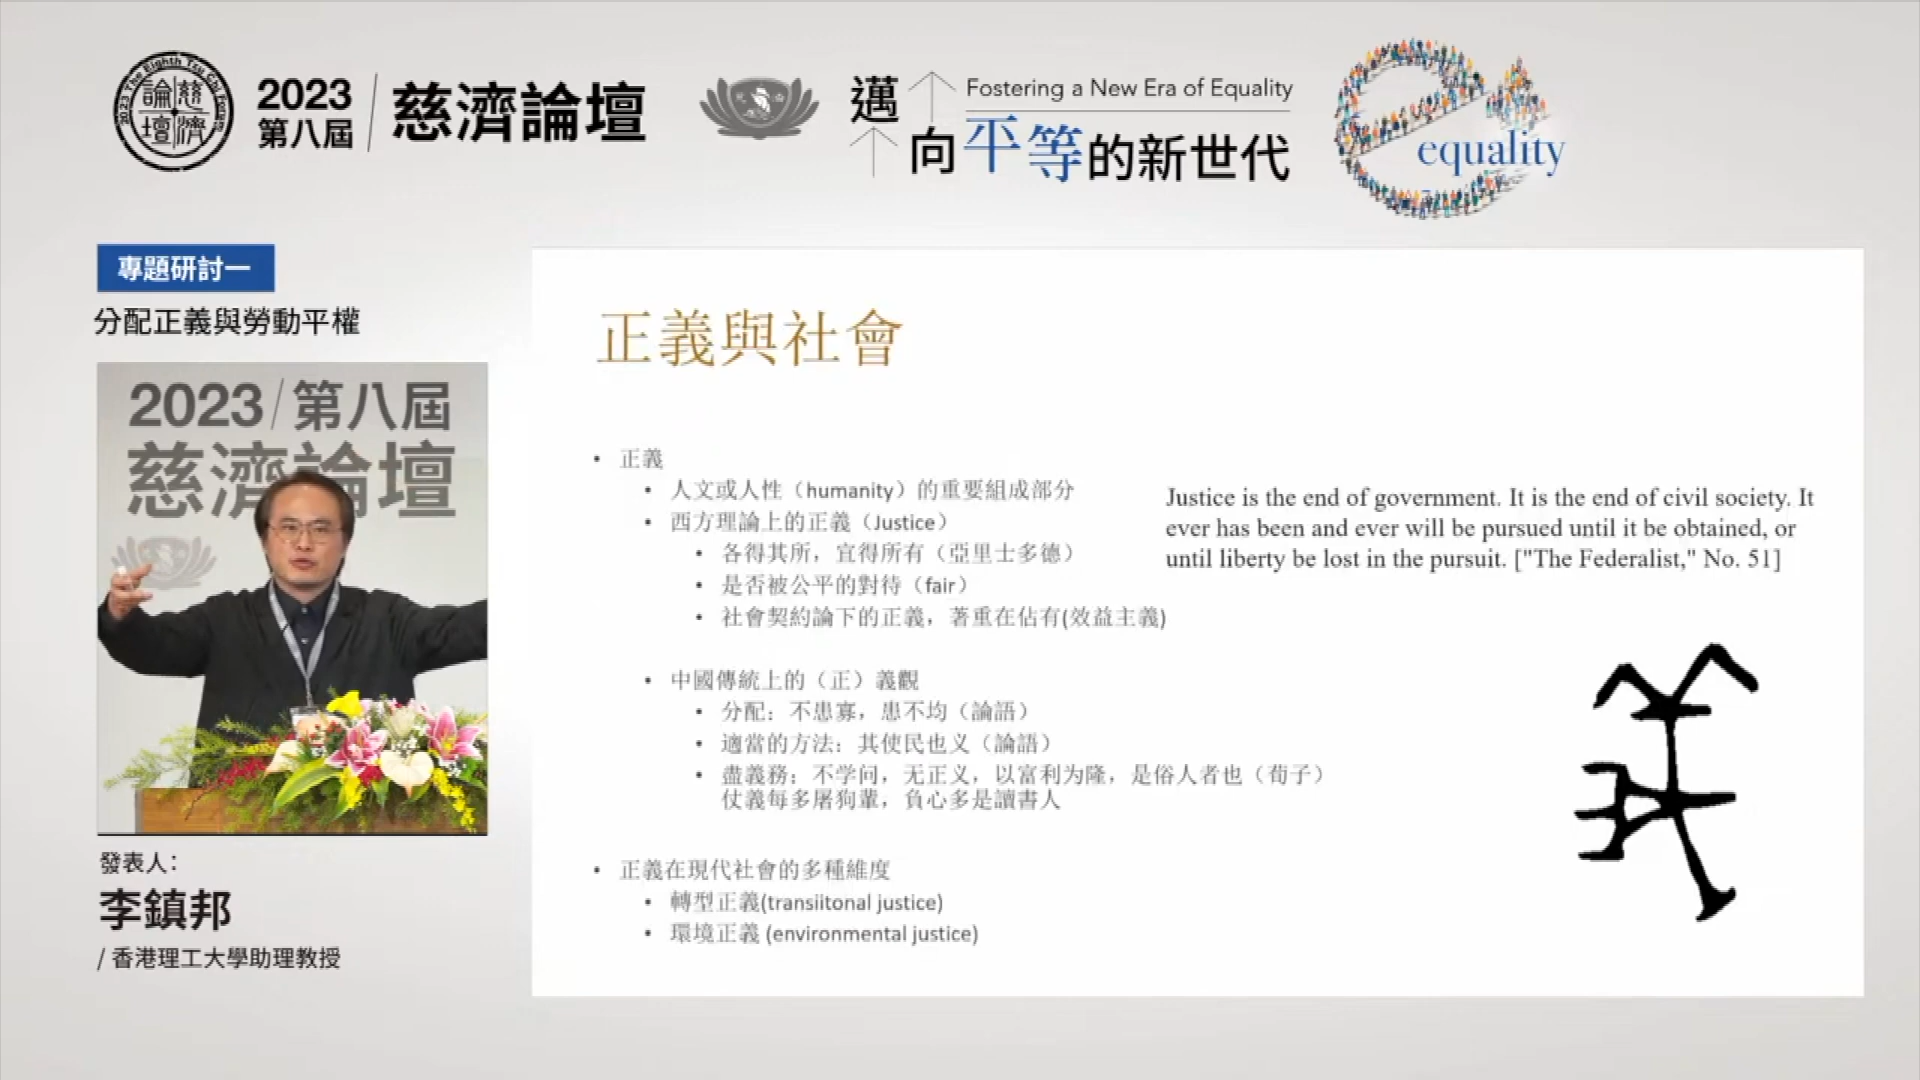 2023 The Eighth Tzu Chi Forum
慈濟論壇
2023
第八屆
慈濟論壇
邁向平等的新世代
Fostering a New Era of Equality
equality
專題研討一
分配正義與勞動平權
2023/第八屆
慈濟論壇
發表人：
李鎮邦
/ 香港理工大學助理教授
正義與社會
• 正義
• 人文或人性（humanity）的重要組成部分
• 西方理論上的正義（Justice）
• 各得其所，宜得所有（亞里士多德）
• 是否被公平的對待（fair）
• 社會契約論下的正義，著重在佔有(效益主義)
• 中國傳統上的（正）義觀
• 分配：不患寡，患不均（論語）
• 適當的方法：其使民也义（論語）
• 盡義務：不学问，无正义，以富利为隆，是俗人者也（荀子）
仗義每多屠狗輩，負心多是讀書人
• 正義在現代社會的多種維度
• 轉型正義(transiitonal justice)
• 環境正義 (environmental justice)
Justice is the end of government. It is the end of civil society. It
ever has been and ever will be pursued until it be obtained, or
until liberty be lost in the pursuit. ["The Federalist," No. 51]